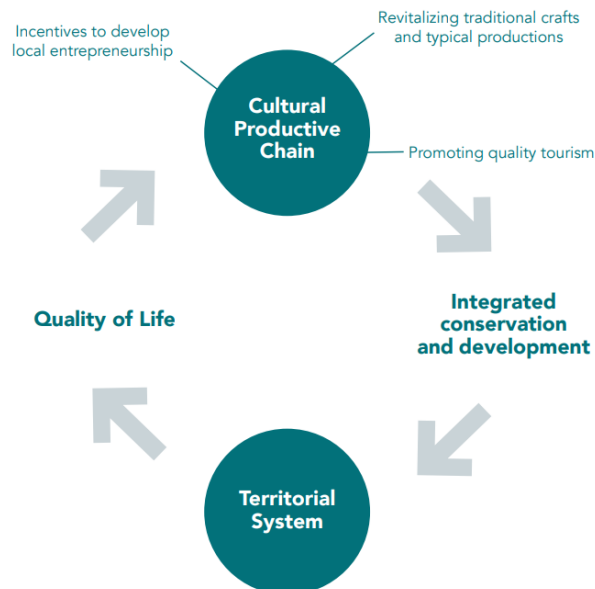 Incentives to develop
local entrepreneurship
Revitalizing traditional crafts
and typical productions
Cultural
Productive
Chain
Promoting quality tourism
Quality of Life
Integrated
conservation
and development
Territorial
System